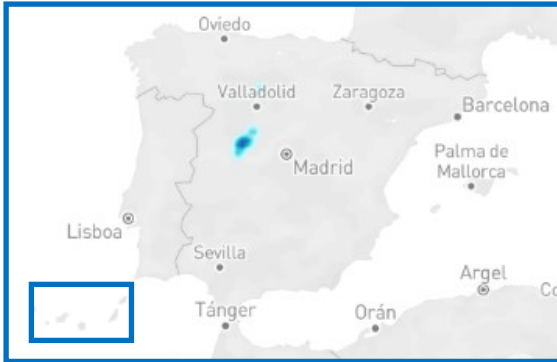 Oviedo
Valladolid
Zaragoza
Barcelona
Madrid
Palma de
Mallorca
Lisboa
Sevilla
Argel
Tánger
Orán